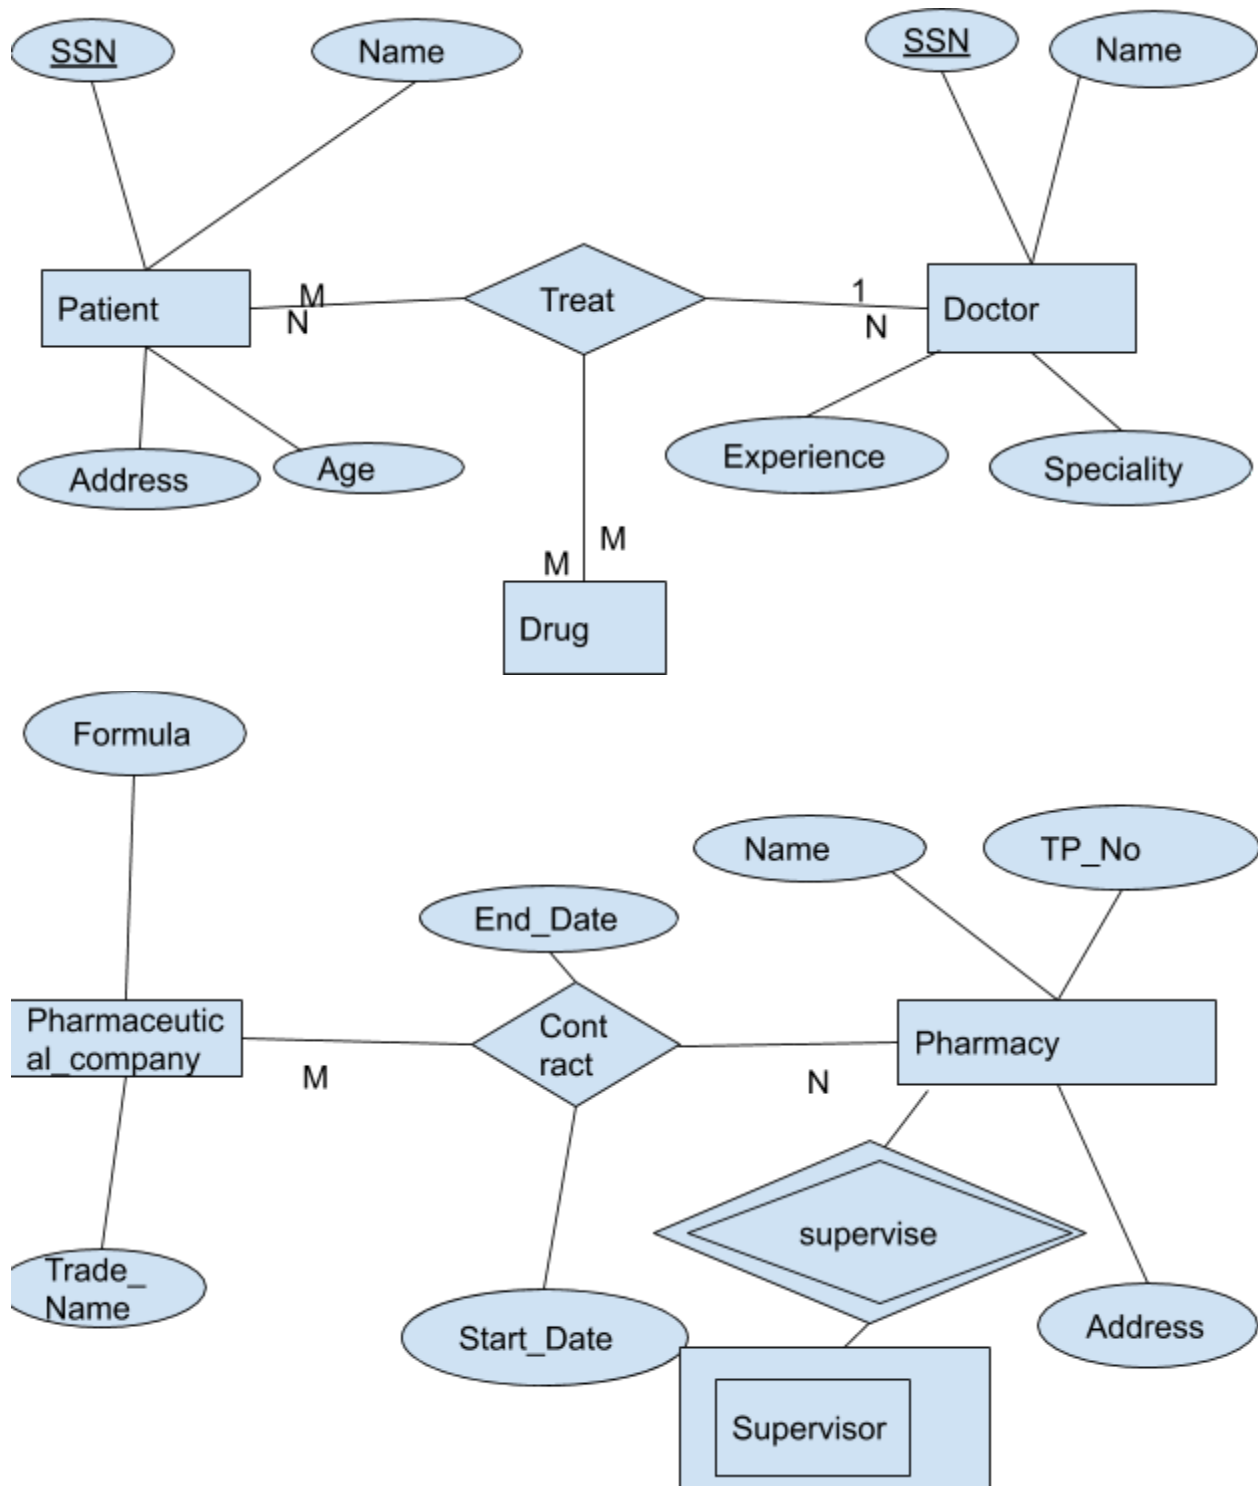 SSN
Name
SSN
Name
Patient
M
N
Treat
1
N
Doctor
Address
Age
Experience
Speciality
M
M
Drug
Formula
Name
TP_No
End_Date
Pharmaceutic
al_company
M
Cont
ract
N
Pharmacy
supervise
Trade_
Name
Start_Date
Address
Supervisor